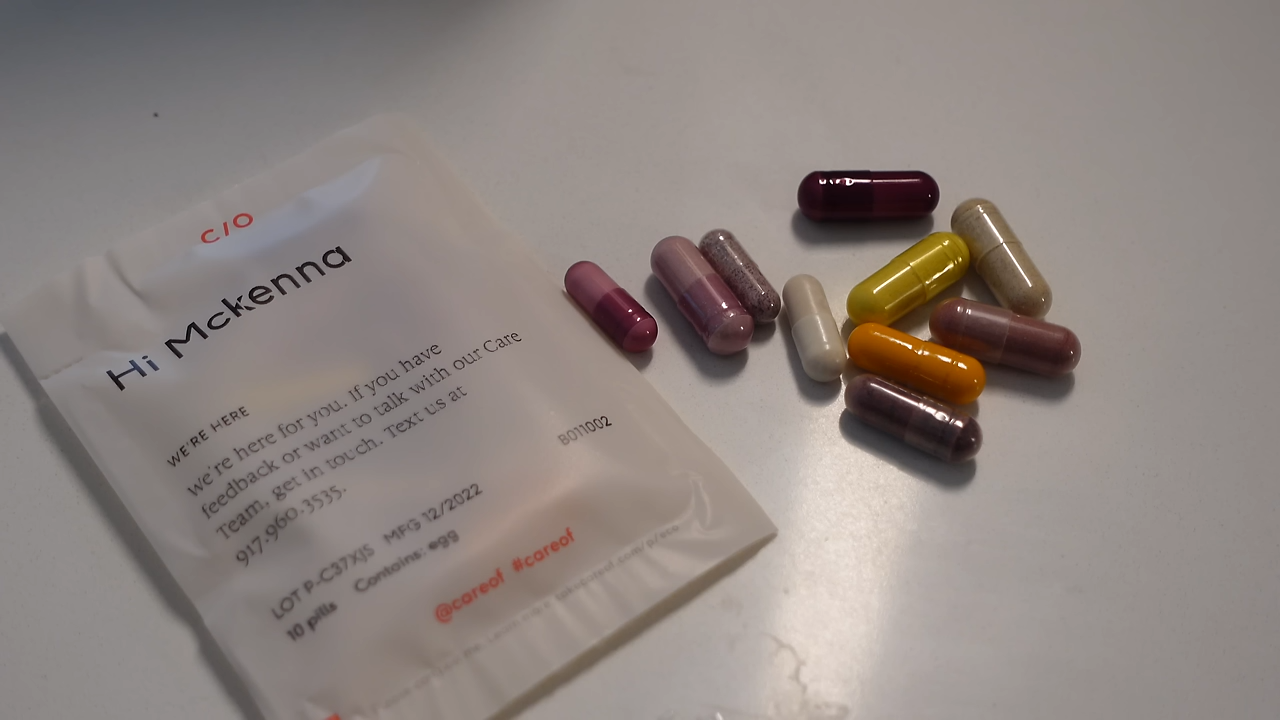 C/O
Hi Mckenna
WE'RE HERE
we're here for you. If you have
feedback or want to talk with our Care
Team, get in touch. Text us at
917.960.3535.
B011002
LOT P-C37XJS MFG 12/2022
10 pills Contains: egg
@careof #careof